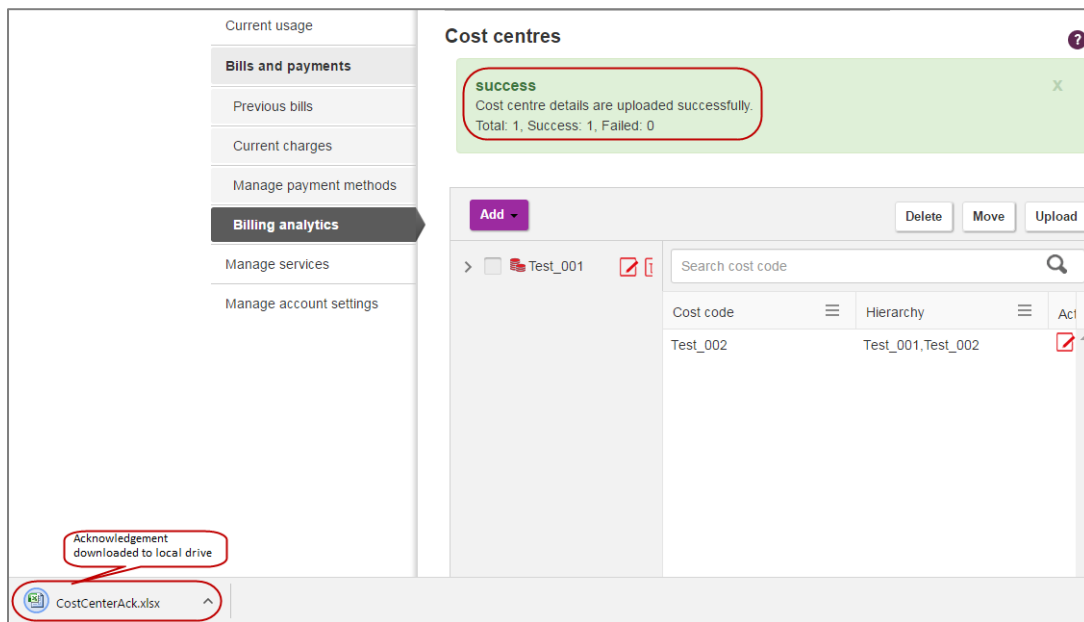 Current usage
Bills and payments
Previous bills
Current charges
Manage payment methods
Billing analytics
Manage services
Manage account settings
Cost centres
?
success
X
Cost centre details are uploaded successfully.
Total: 1, Success: 1, Failed: 0
Add
Delete
Move
Upload
Test_001
Search cost code
Cost code
Hierarchy
Act
Test_002
Test_001,Test_002
Acknowledgement
downloaded to local drive
CostCenterAck.xlsx